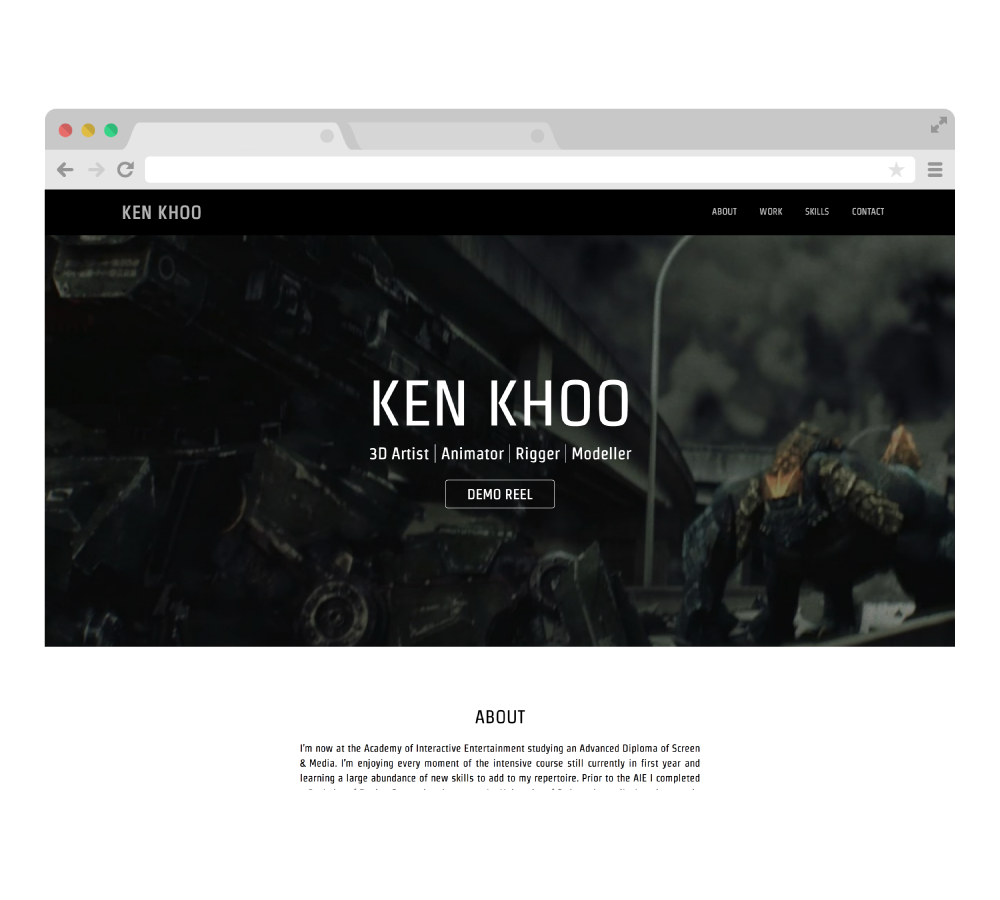 KEN KHOO
ABOUT WORK SKILLS CONTACT
KEN KHOO
3D Artist | Animator | Rigger | Modeller
DEMO REEL
ABOUT
I'm now at the Academy of Interactive Entertainment studying an Advanced Diploma of Screen
& Media. I'm enjoying every moment of the intensive course still currently in first year and
learning a large abundance of new skills to add to my repertoire. Prior to the AIE I completed